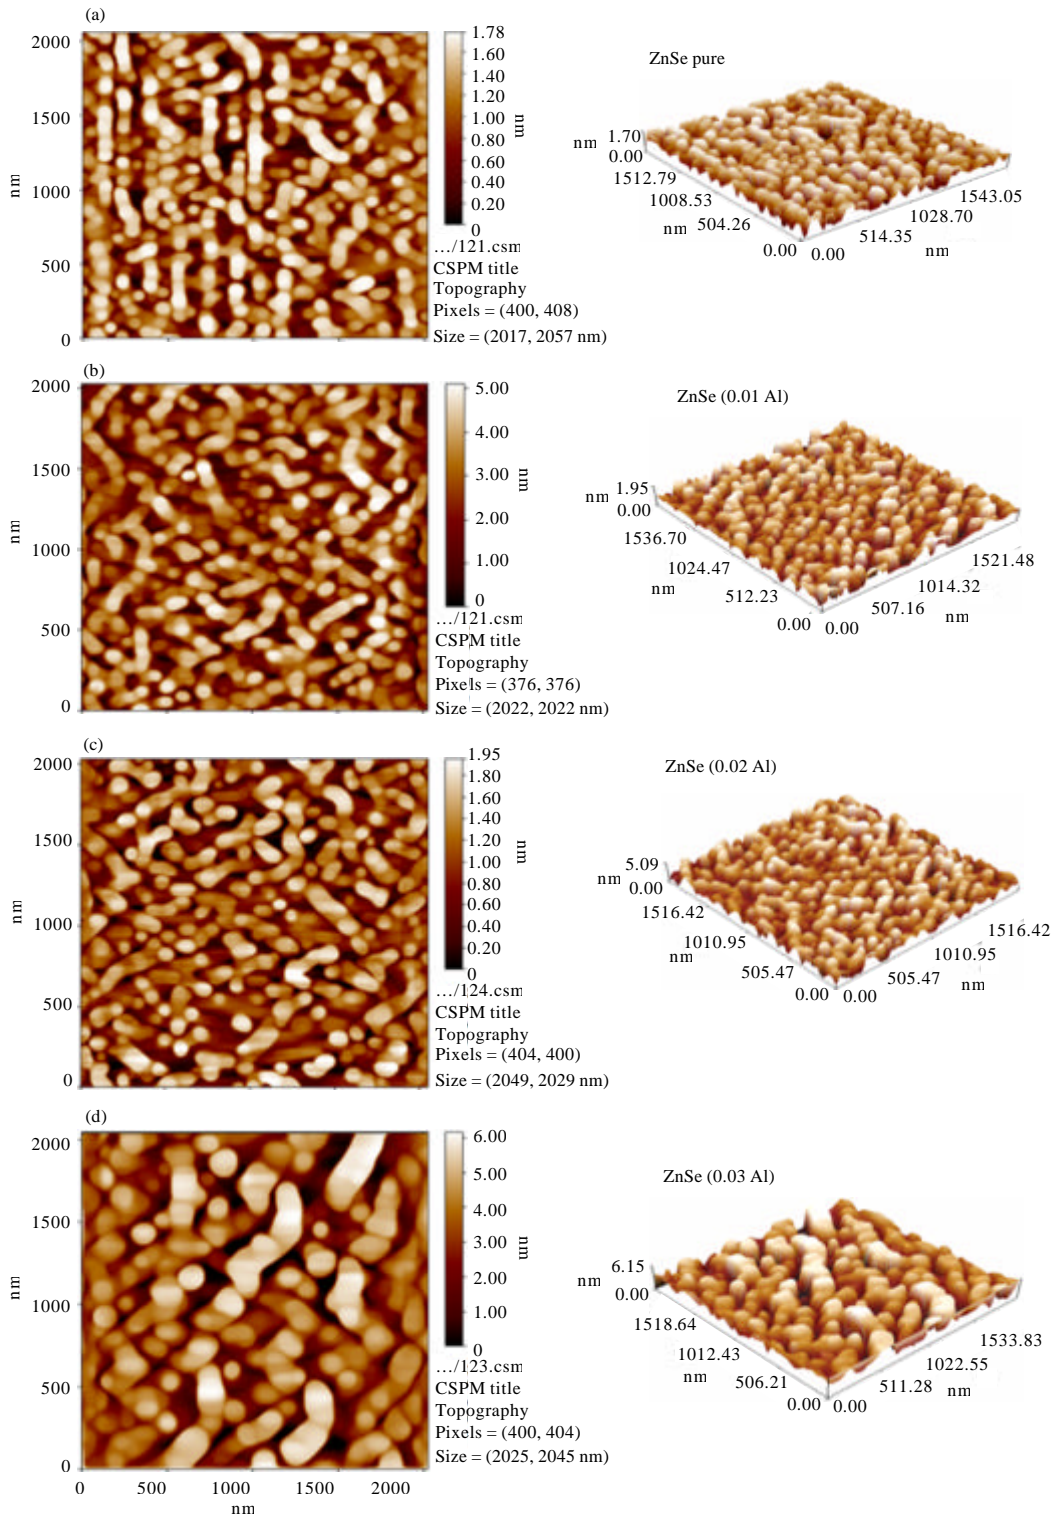 (a)
2000
1500
1000
500
0
nm
1.78
1.60
1.40
1.20
1.00
0.80
0.60
0.40
0.20
0
nm
.../121.csm
CSPM title
Topography
Pixels = (400, 408)
Size = (2017, 2057 nm)
ZnSe pure
nm
1.70
0.00
1512.79
1008.53
nm 504.26
0.00
0.00
514.35
nm
1028.70
1543.05
(b)
2000
1500
1000
500
0
nm
5.00
4.00
3.00
2.00
1.00
0
nm
.../121.csm
CSPM title
Topography
Pixels = (376, 376)
Size = (2022, 2022 nm)
ZnSe (0.01 Al)
nm
1.95
0.00
1536.70
1024.47
nm
512.23
0.00
0.00
507.16
nm
1014.32
1521.48
(c)
2000
1500
1000
500
0
nm
1.95
1.80
1.60
1.40
1.20
1.00
0.80
0.60
0.40
0.20
0
nm
.../124.csm
CSPM title
Topography
Pixels = (404, 400)
Size = (2049, 2029 nm)
ZnSe (0.02 Al)
nm
5.09
0.00
1516.42
1010.95
nm
505.47
0.00
0.00
505.47
nm
1010.95
1516.42
(d)
2000
1500
1000
500
0
nm
0
500
1000
1500
2000
nm
6.00
4.00
3.00
2.00
1.00
0
nm
.../123.csm
CSPM title
Topography
Pixels = (400, 404)
Size = (2025, 2045 nm)
ZnSe (0.03 Al)
nm
6.15
0.00
1518.64
1012.43
nm
506.21
0.00
0.00
511.28
nm
1022.55
1533.83